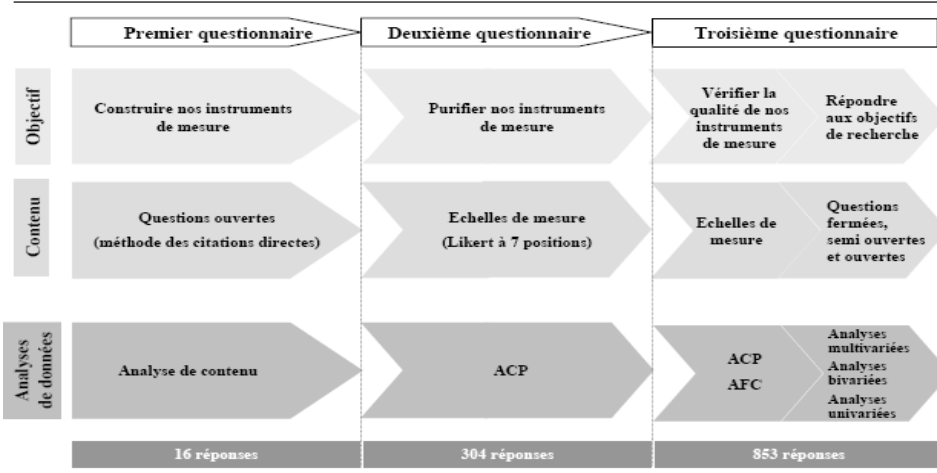 Premier questionnaire
Deuxième questionnaire
Troisième questionnaire
Objectif
Construire nos instruments
de mesure
Purifier nos instruments
de mesure
Vérifier la
qualité de nos
instruments
de mesure
Répondre
aux objectifs
de recherche
Contenu
Questions ouvertes
(méthode des citations directes)
Echelles de mesure
(Likert à 7 positions)
Echelles de
mesure
Questions
fermées,
semi ouvertes
et ouvertes
Analyses
de données
Analyse de contenu
ACP
ACP
AFC
Analyses
multivariées
Analyses
bivariées
Analyses
univariées
16 réponses
304 réponses
853 réponses